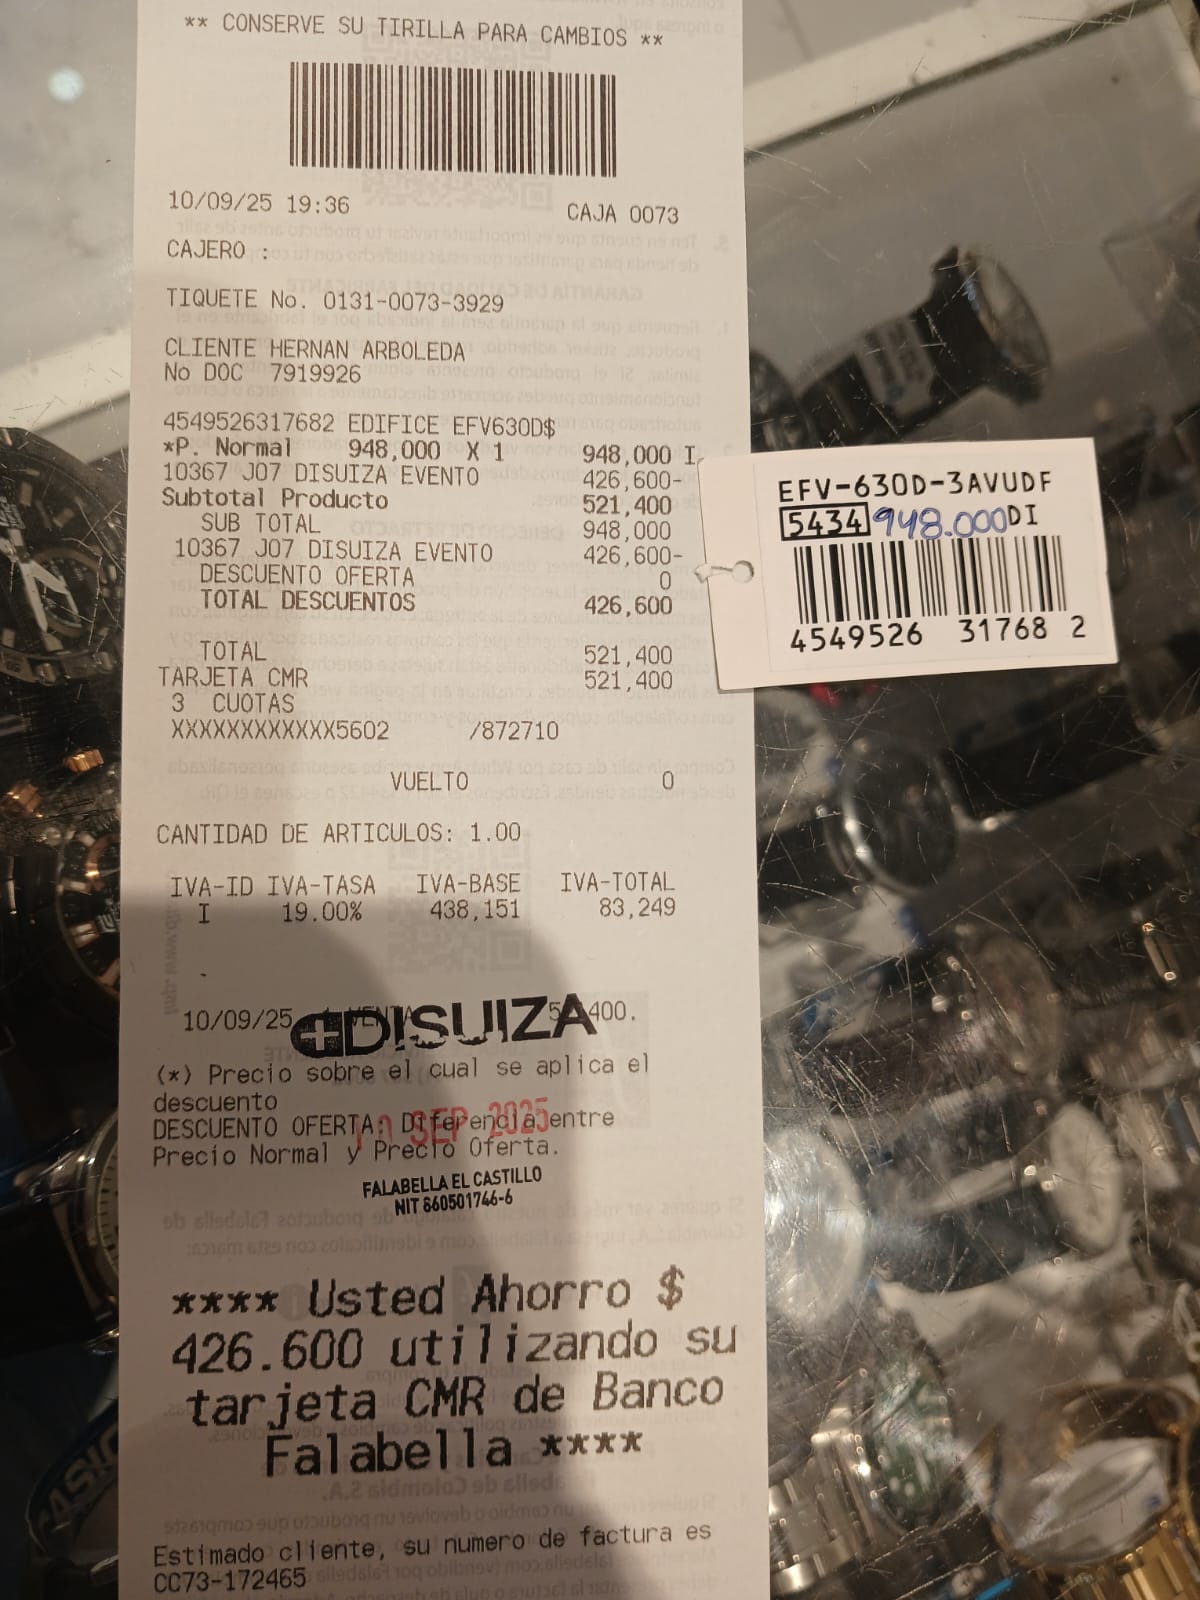 ** CONSERVE SU TIRILLA PARA CAMBIOS **
10/09/25 19:36 CAJA 0073
CAJERO :
TIQUETE No. 0131-0073-3929
CLIENTE HERNAN ARBOLEDA
No DOC 7919926
4549526317682 EDIFICE EFV630D$
*P. Normal 948,000 X 1 948,000 I
10367 J07 DISUIZA EVENTO 426,600-
Subtotal Producto 521,400
SUB TOTAL 948,000
10367 J07 DISUIZA EVENTO 426,600-
DESCUENTO OFERTA 0
TOTAL DESCUENTOS 426,600
TOTAL 521,400
TARJETA CMR 521,400
3 CUOTAS
XXXXXXXXXXXX5602 /872710
VUELTO 0
CANTIDAD DE ARTICULOS: 1.00
IVA-ID IVA-TASA IVA-BASE IVA-TOTAL
I 19.00% 438,151 83,249
10/09/25 400.
DISUIZA
(*) Precio sobre el cual se aplica el
descuento
DESCUENTO OFERTA: Diferencia entre
Precio Normal y Precio Oferta.
10 SEP 2025
FALABELLA EL CASTILLO
NIT 860501746-6
**** Usted Ahorro $
426.600 utilizando su
tarjeta CMR de Banco
Falabella ****
Estimado cliente, su numero de factura es
CC73-172465
EFV-630D-3AVUDF
5434 948.000 DI
4549526 31768 2